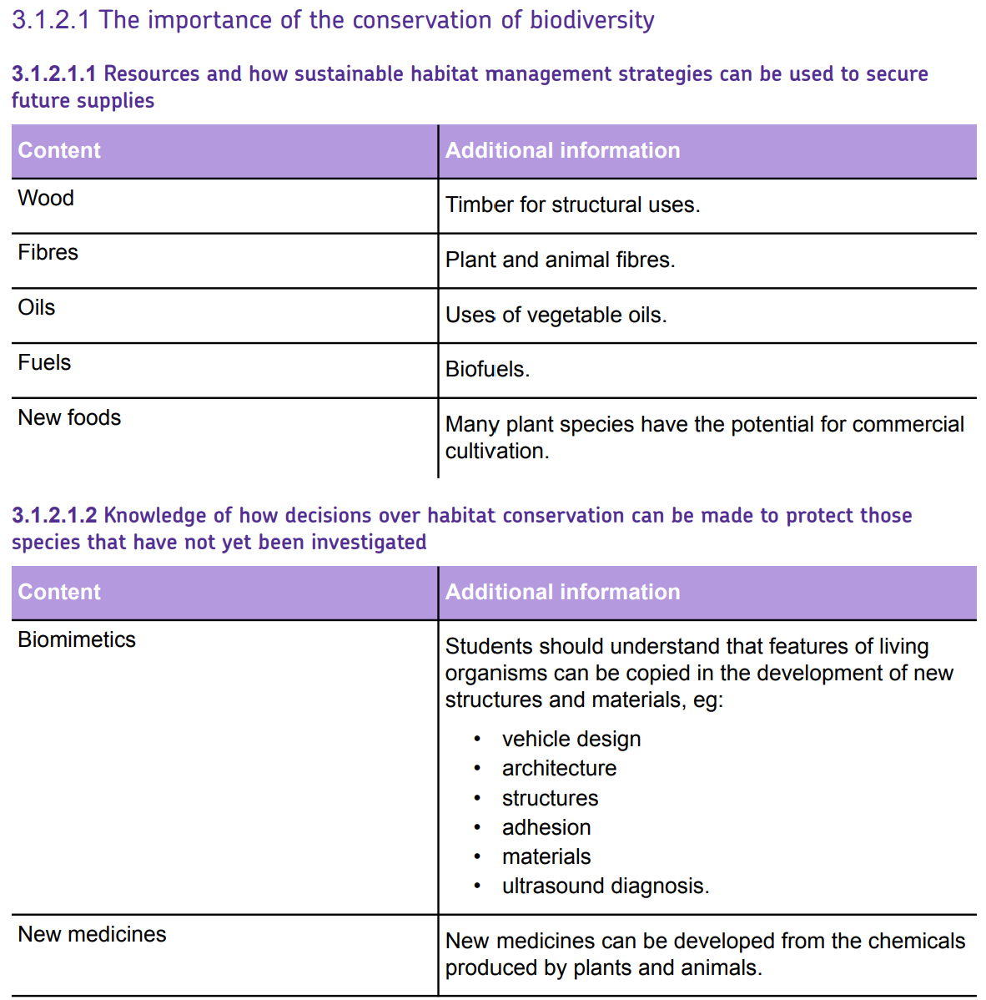 3.1.2.1 The importance of the conservation of biodiversity
3.1.2.1.1 Resources and how sustainable habitat management strategies can be used to secure
future supplies
Content
Additional information
Wood
Timber for structural uses.
Fibres
Plant and animal fibres.
Oils
Uses of vegetable oils.
Fuels
Biofuels.
New foods
Many plant species have the potential for commercial
cultivation.
3.1.2.1.2 Knowledge of how decisions over habitat conservation can be made to protect those
species that have not yet been investigated
Content
Additional information
Biomimetics
Students should understand that features of living
organisms can be copied in the development of new
structures and materials, eg:
• vehicle design
• architecture
• structures
• adhesion
• materials
• ultrasound diagnosis.
New medicines
New medicines can be developed from the chemicals
produced by plants and animals.